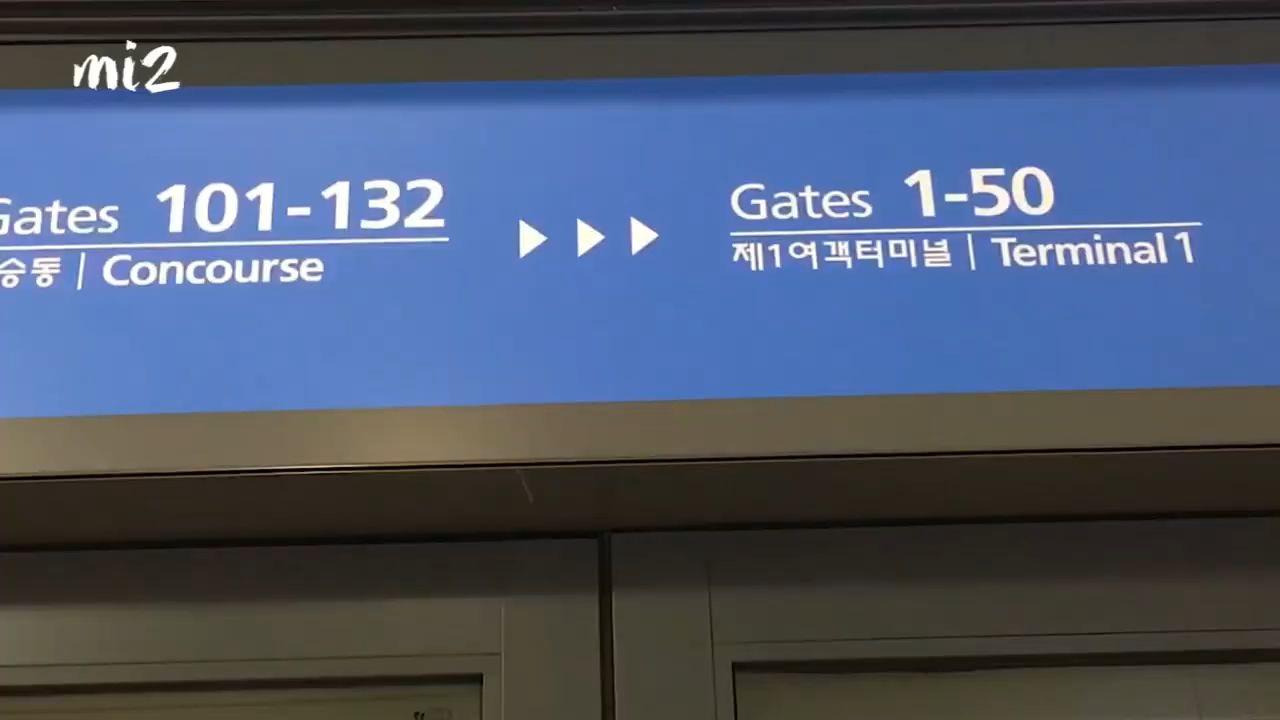 mi2
Gates 101-132
승동 | Concourse
Gates 1-50
제1여객터미널 | Terminal 1